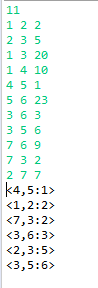 11
1 2 2
2 3 5
1 3 20
1 4 10
4 5 1
5 6 23
3 6 3
3 5 6
7 6 9
7 3 2
2 7 7
<4,5:1>
<1,2:2>
<7,3:2>
<3,6:3>
<2,3:5>
<3,5:6>